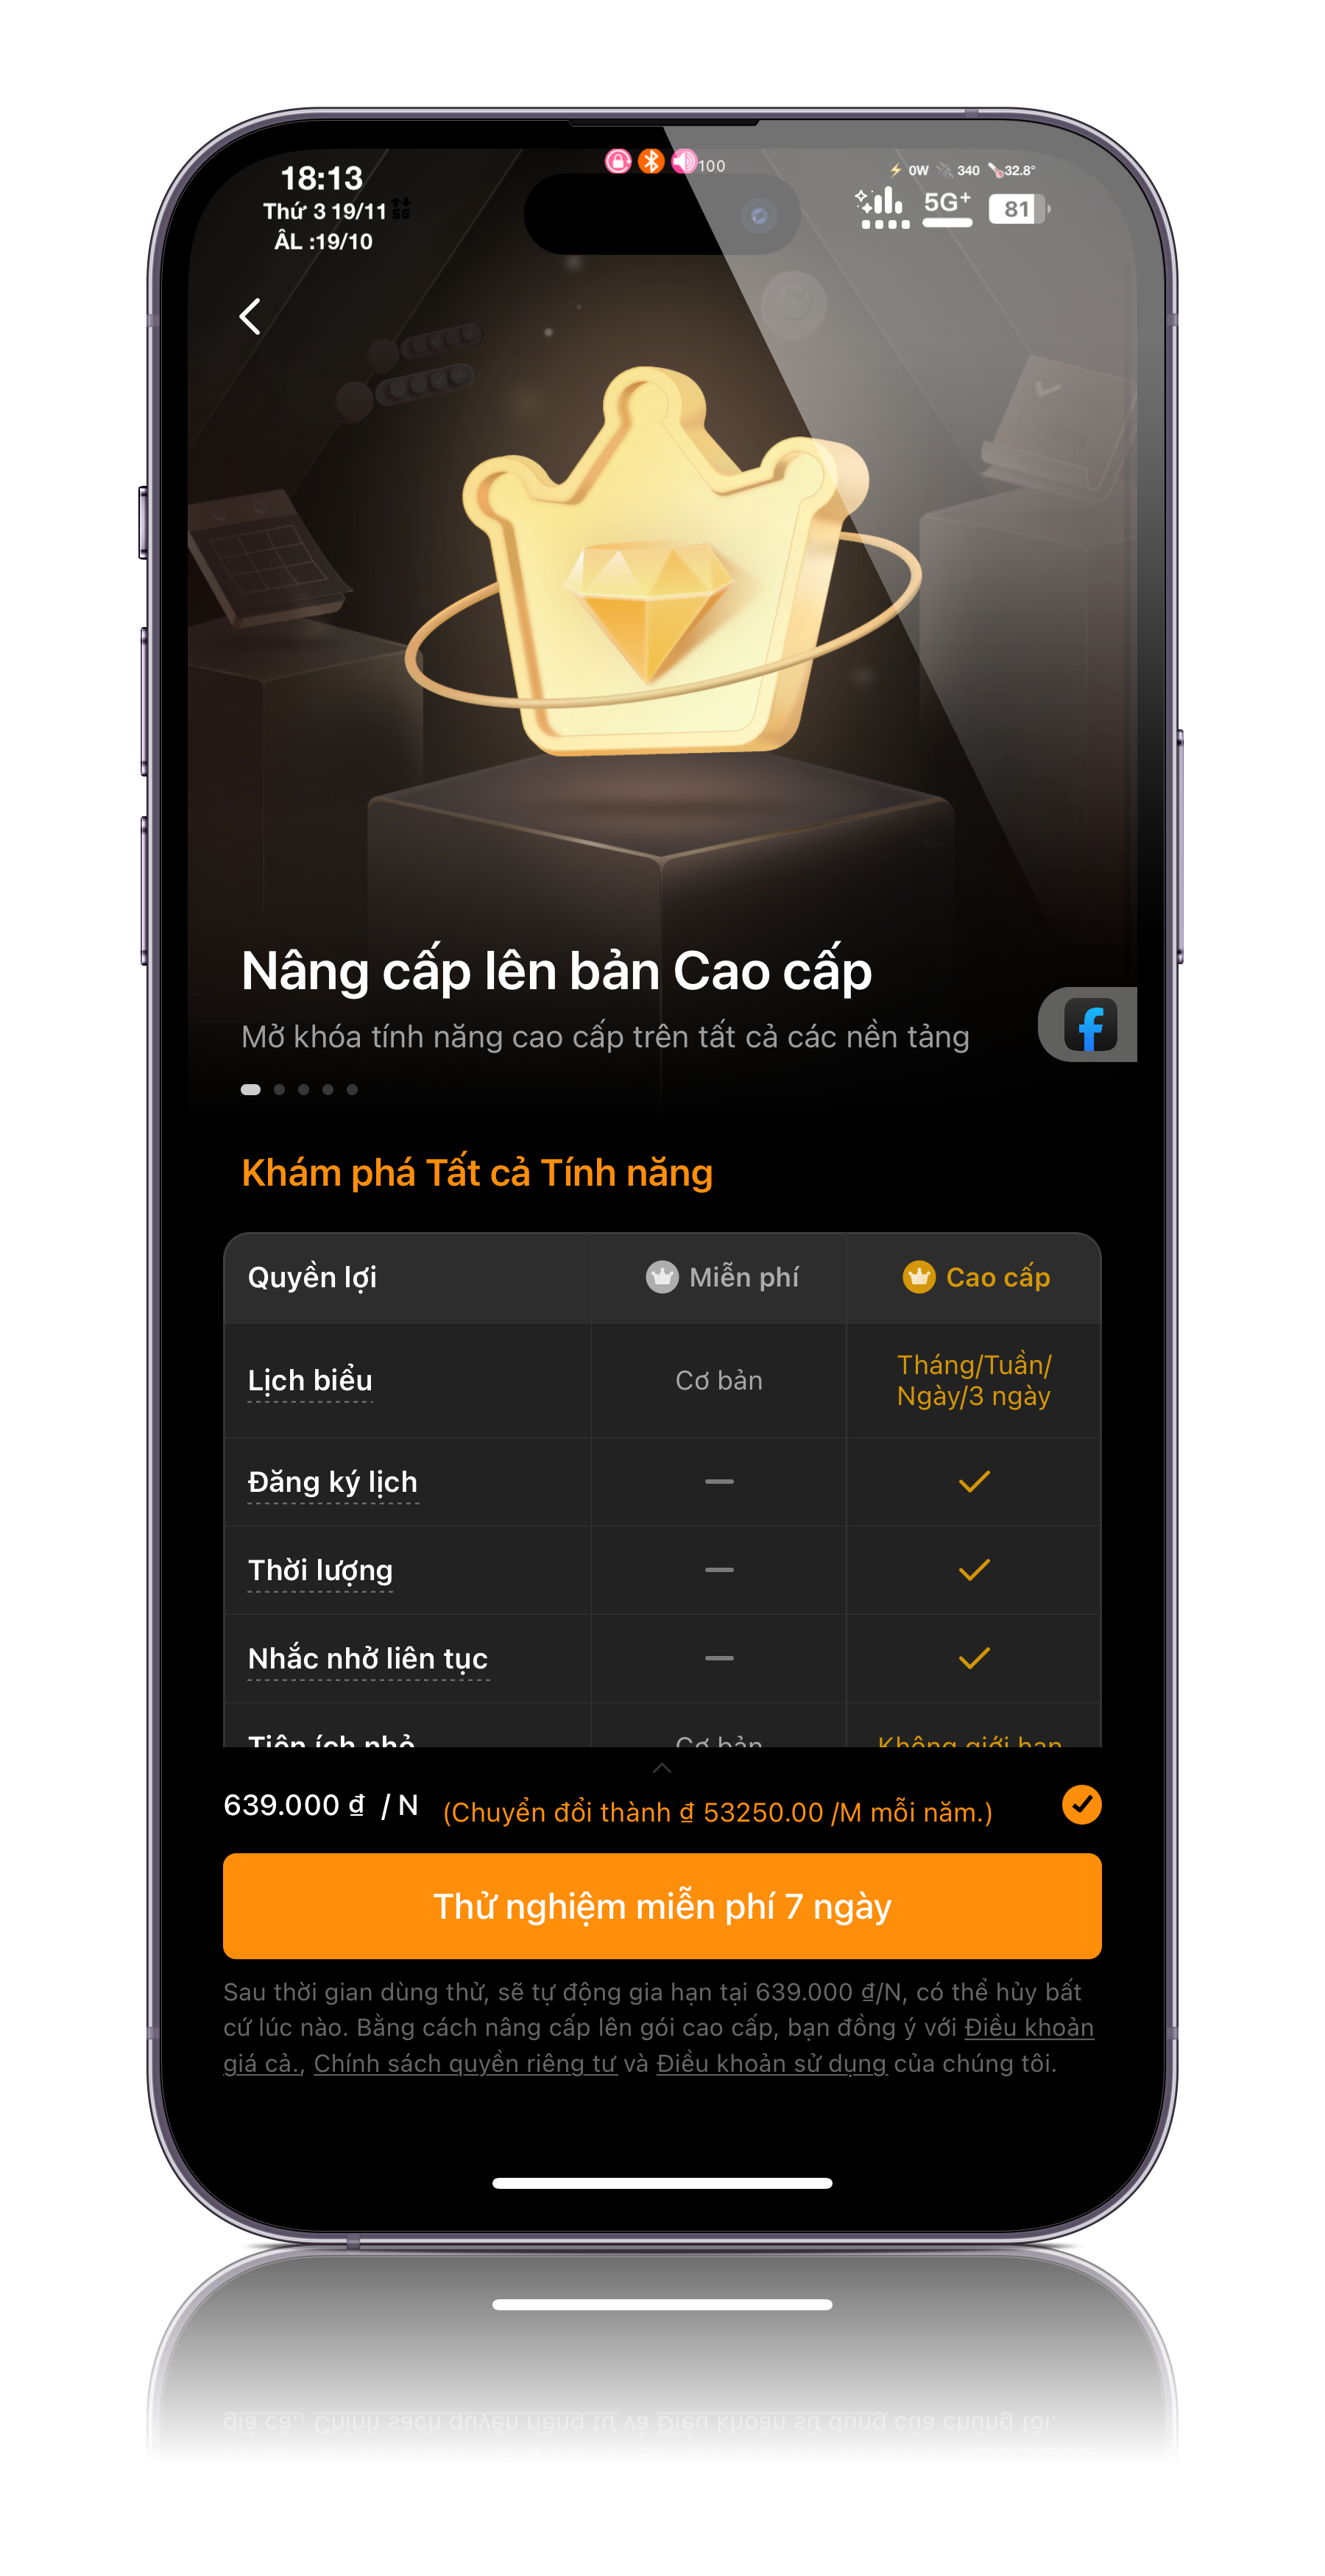 18:13
Thứ 3 19/11
5G
ÂL :19/10
100
0W 340 32.8°
5G+
81
Nâng cấp lên bản Cao cấp
Mở khóa tính năng cao cấp trên tất cả các nền tảng
Khám phá Tất cả Tính năng
Quyền lợi Miễn phí Cao cấp
Lịch biểu Cơ bản Tháng/Tuần/
Ngày/3 ngày
Đăng ký lịch
Thời lượng
Nhắc nhở liên tục
Tiện ích nhỏ Cơ bản Không giới hạn
639.000 ₫ / N (Chuyển đổi thành ₫ 53250.00 /M mỗi năm.)
Thử nghiệm miễn phí 7 ngày
Sau thời gian dùng thử, sẽ tự động gia hạn tại 639.000 ₫/N, có thể hủy bất
cứ lúc nào. Bằng cách nâng cấp lên gói cao cấp, bạn đồng ý với Điều khoản
giá cả., Chính sách quyền riêng tư và Điều khoản sử dụng của chúng tôi.